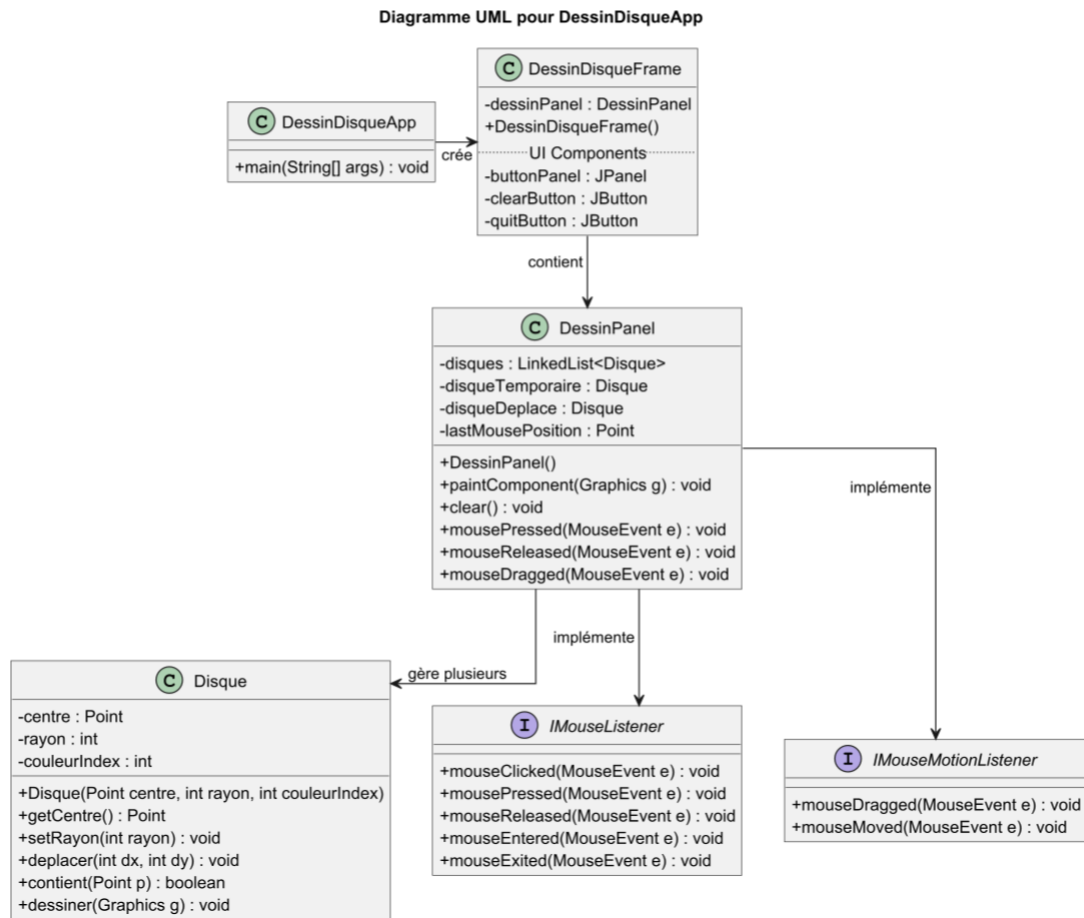 Diagramme UML pour DessinDisqueApp
C DessinDisqueApp
+main(String[] args) : void
crée
C DessinDisqueFrame
-dessinPanel : DessinPanel
+DessinDisqueFrame()
UI Components
-buttonPanel : JPanel
-clearButton : JButton
-quitButton : JButton
contient
C DessinPanel
-disques : LinkedList<Disque>
-disqueTemporaire : Disque
-disqueDeplace : Disque
-lastMousePosition : Point
+DessinPanel()
+paintComponent(Graphics g) : void
+clear() : void
+mousePressed(MouseEvent e) : void
+mouseReleased(MouseEvent e) : void
+mouseDragged(MouseEvent e) : void
implémente
implémente
gère plusieurs
C Disque
-centre : Point
-rayon : int
-couleurIndex : int
+Disque(Point centre, int rayon, int couleurIndex)
+getCentre() : Point
+setRayon(int rayon) : void
+deplacer(int dx, int dy) : void
+contient(Point p) : boolean
+dessiner(Graphics g) : void
I IMouseListener
+mouseClicked(MouseEvent e) : void
+mousePressed(MouseEvent e) : void
+mouseReleased(MouseEvent e) : void
+mouseEntered(MouseEvent e) : void
+mouseExited(MouseEvent e) : void
I IMouseMotionListener
+mouseDragged(MouseEvent e) : void
+mouseMoved(MouseEvent e) : void